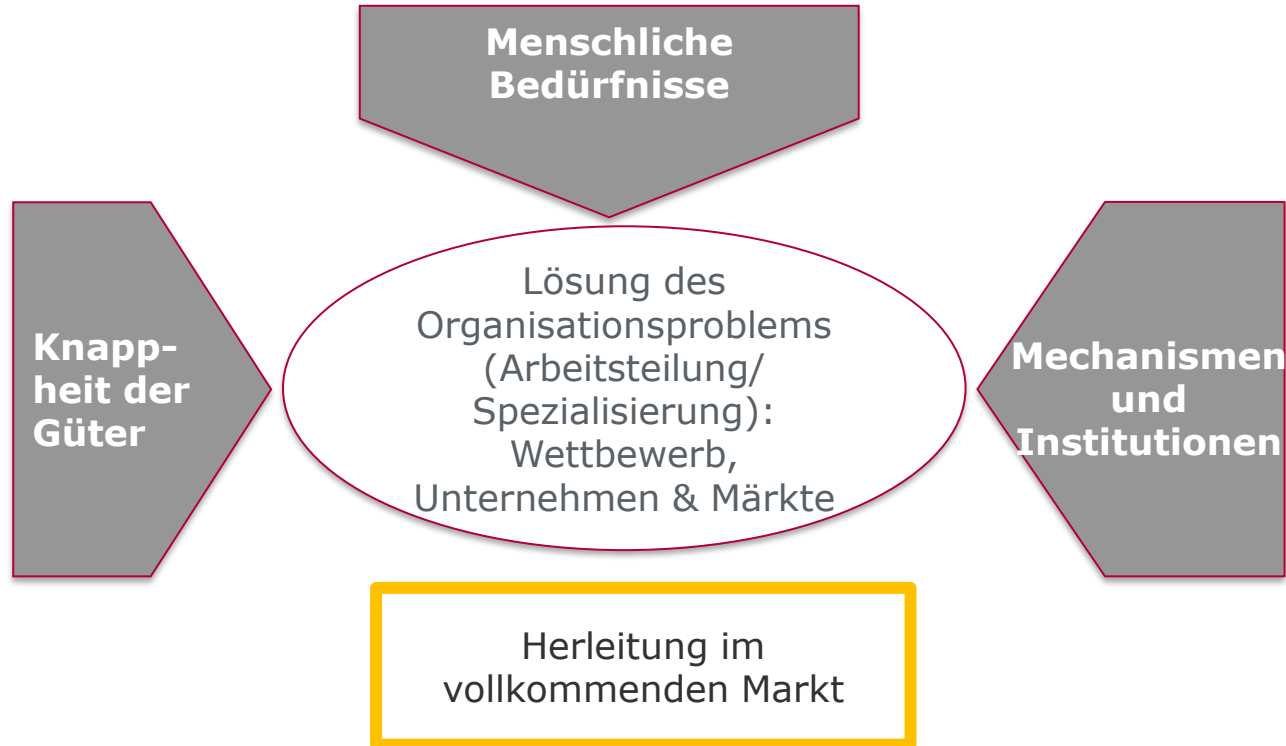 Menschliche
Bedürfnisse
Knapp-
heit der
Güter
Lösung des
Organisationsproblems
(Arbeitsteilung/
Spezialisierung):
Wettbewerb,
Unternehmen & Märkte
Mechanismen
und
Institutionen
Herleitung im
vollkommenden Markt